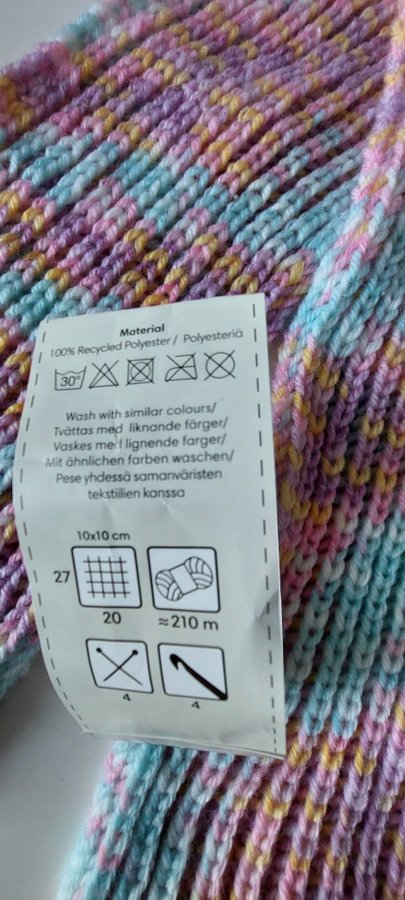 Material
100% Recycled Polyester / Polyesteriä
30°
Wash with similar colours/
Tvättas med liknande färger/
Vaskes med lignende farger/
Mit ähnlichen farben waschen/
Pese yhdessä samanväristen
tekstiilien kanssa
10x10 cm
27
20
≈210 m
4
4